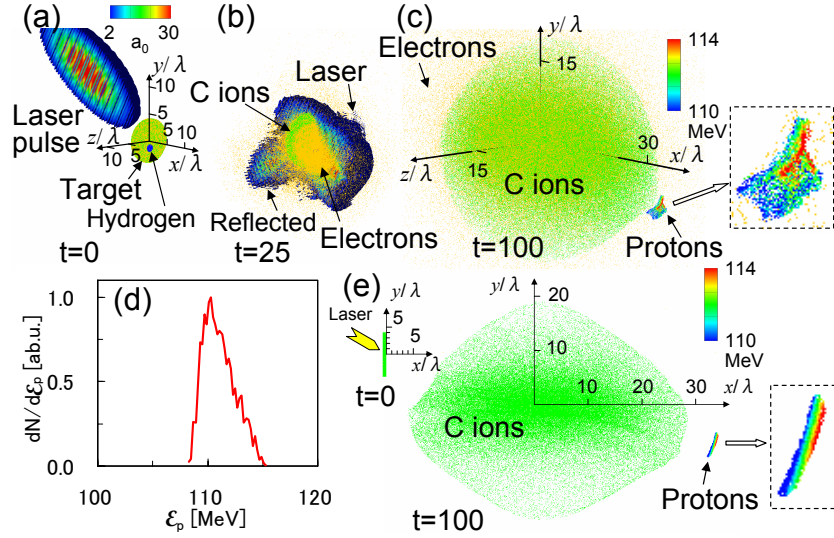 (a)
2
30
a₀
y/λ
10
5
Laser
pulse
z/λ
10
5
5
10
x/λ
Target
Hydrogen
t=0
(b)
C ions
Laser
Reflected
Electrons
t=25
(c)
Electrons
y/λ
15
114
110
MeV
z/λ
15
30
x/λ
C ions
Protons
t=100
(d)
1.0
0.5
0.0
dN/dℰₚ [ab.u.]
100
110
120
ℰₚ [MeV]
(e)
Laser
y/λ
5
5
x/λ
t=0
y/λ
20
10
10
20
30
x/λ
114
110
MeV
C ions
Protons
t=100